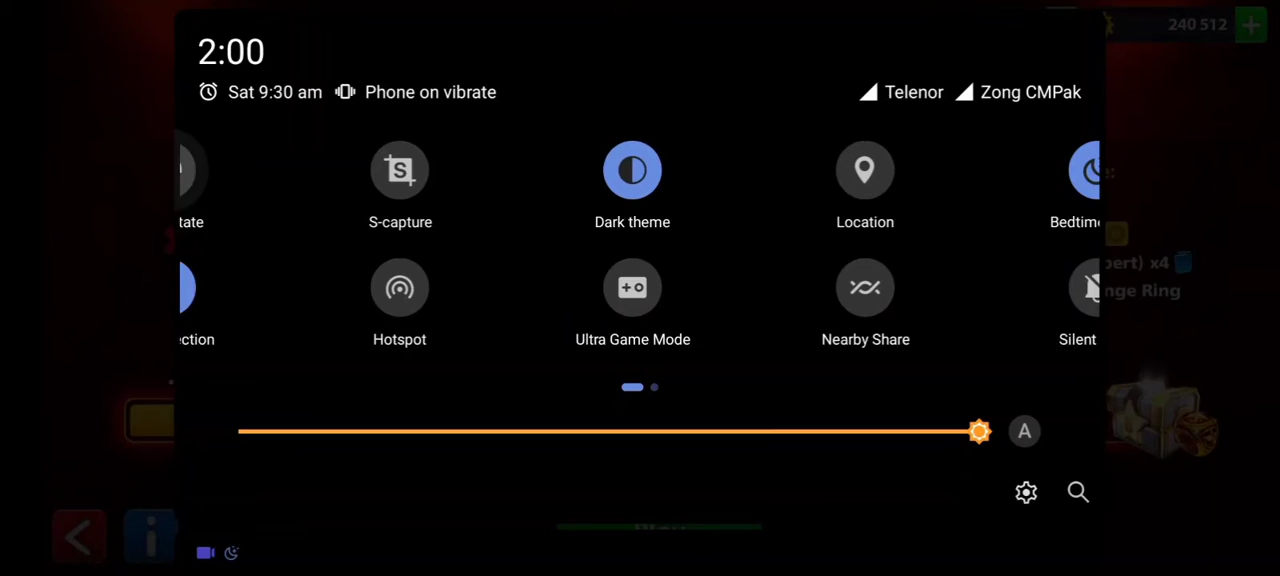 240 512
2:00
Sat 9:30 am Phone on vibrate Telenor Zong CMPak
S
tate S-capture Dark theme Location Bedtime
pert) x4
nge Ring
ection Hotspot Ultra Game Mode Nearby Share Silent
A